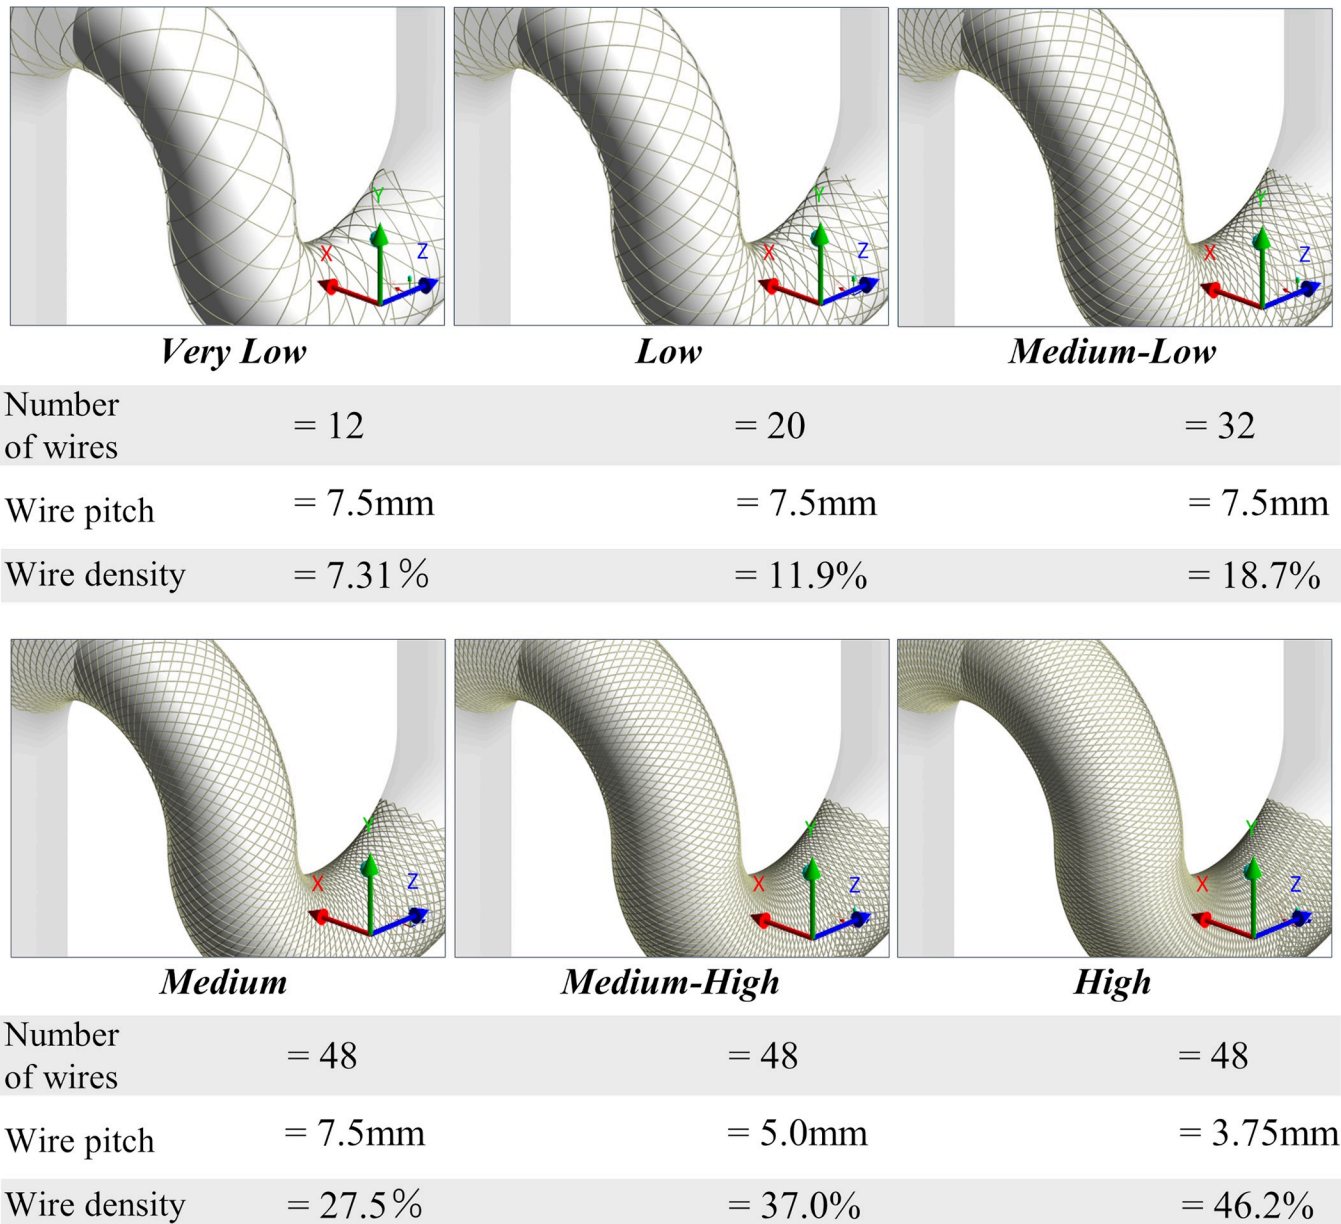 Y X Z Y X Z Y X Z
Very Low Low Medium-Low
Number
of wires = 12 = 20 = 32
Wire pitch = 7.5mm = 7.5mm = 7.5mm
Wire density = 7.31% = 11.9% = 18.7%
Y X Z Y X Z Y X Z
Medium Medium-High High
Number
of wires = 48 = 48 = 48
Wire pitch = 7.5mm = 5.0mm = 3.75mm
Wire density = 27.5% = 37.0% = 46.2%